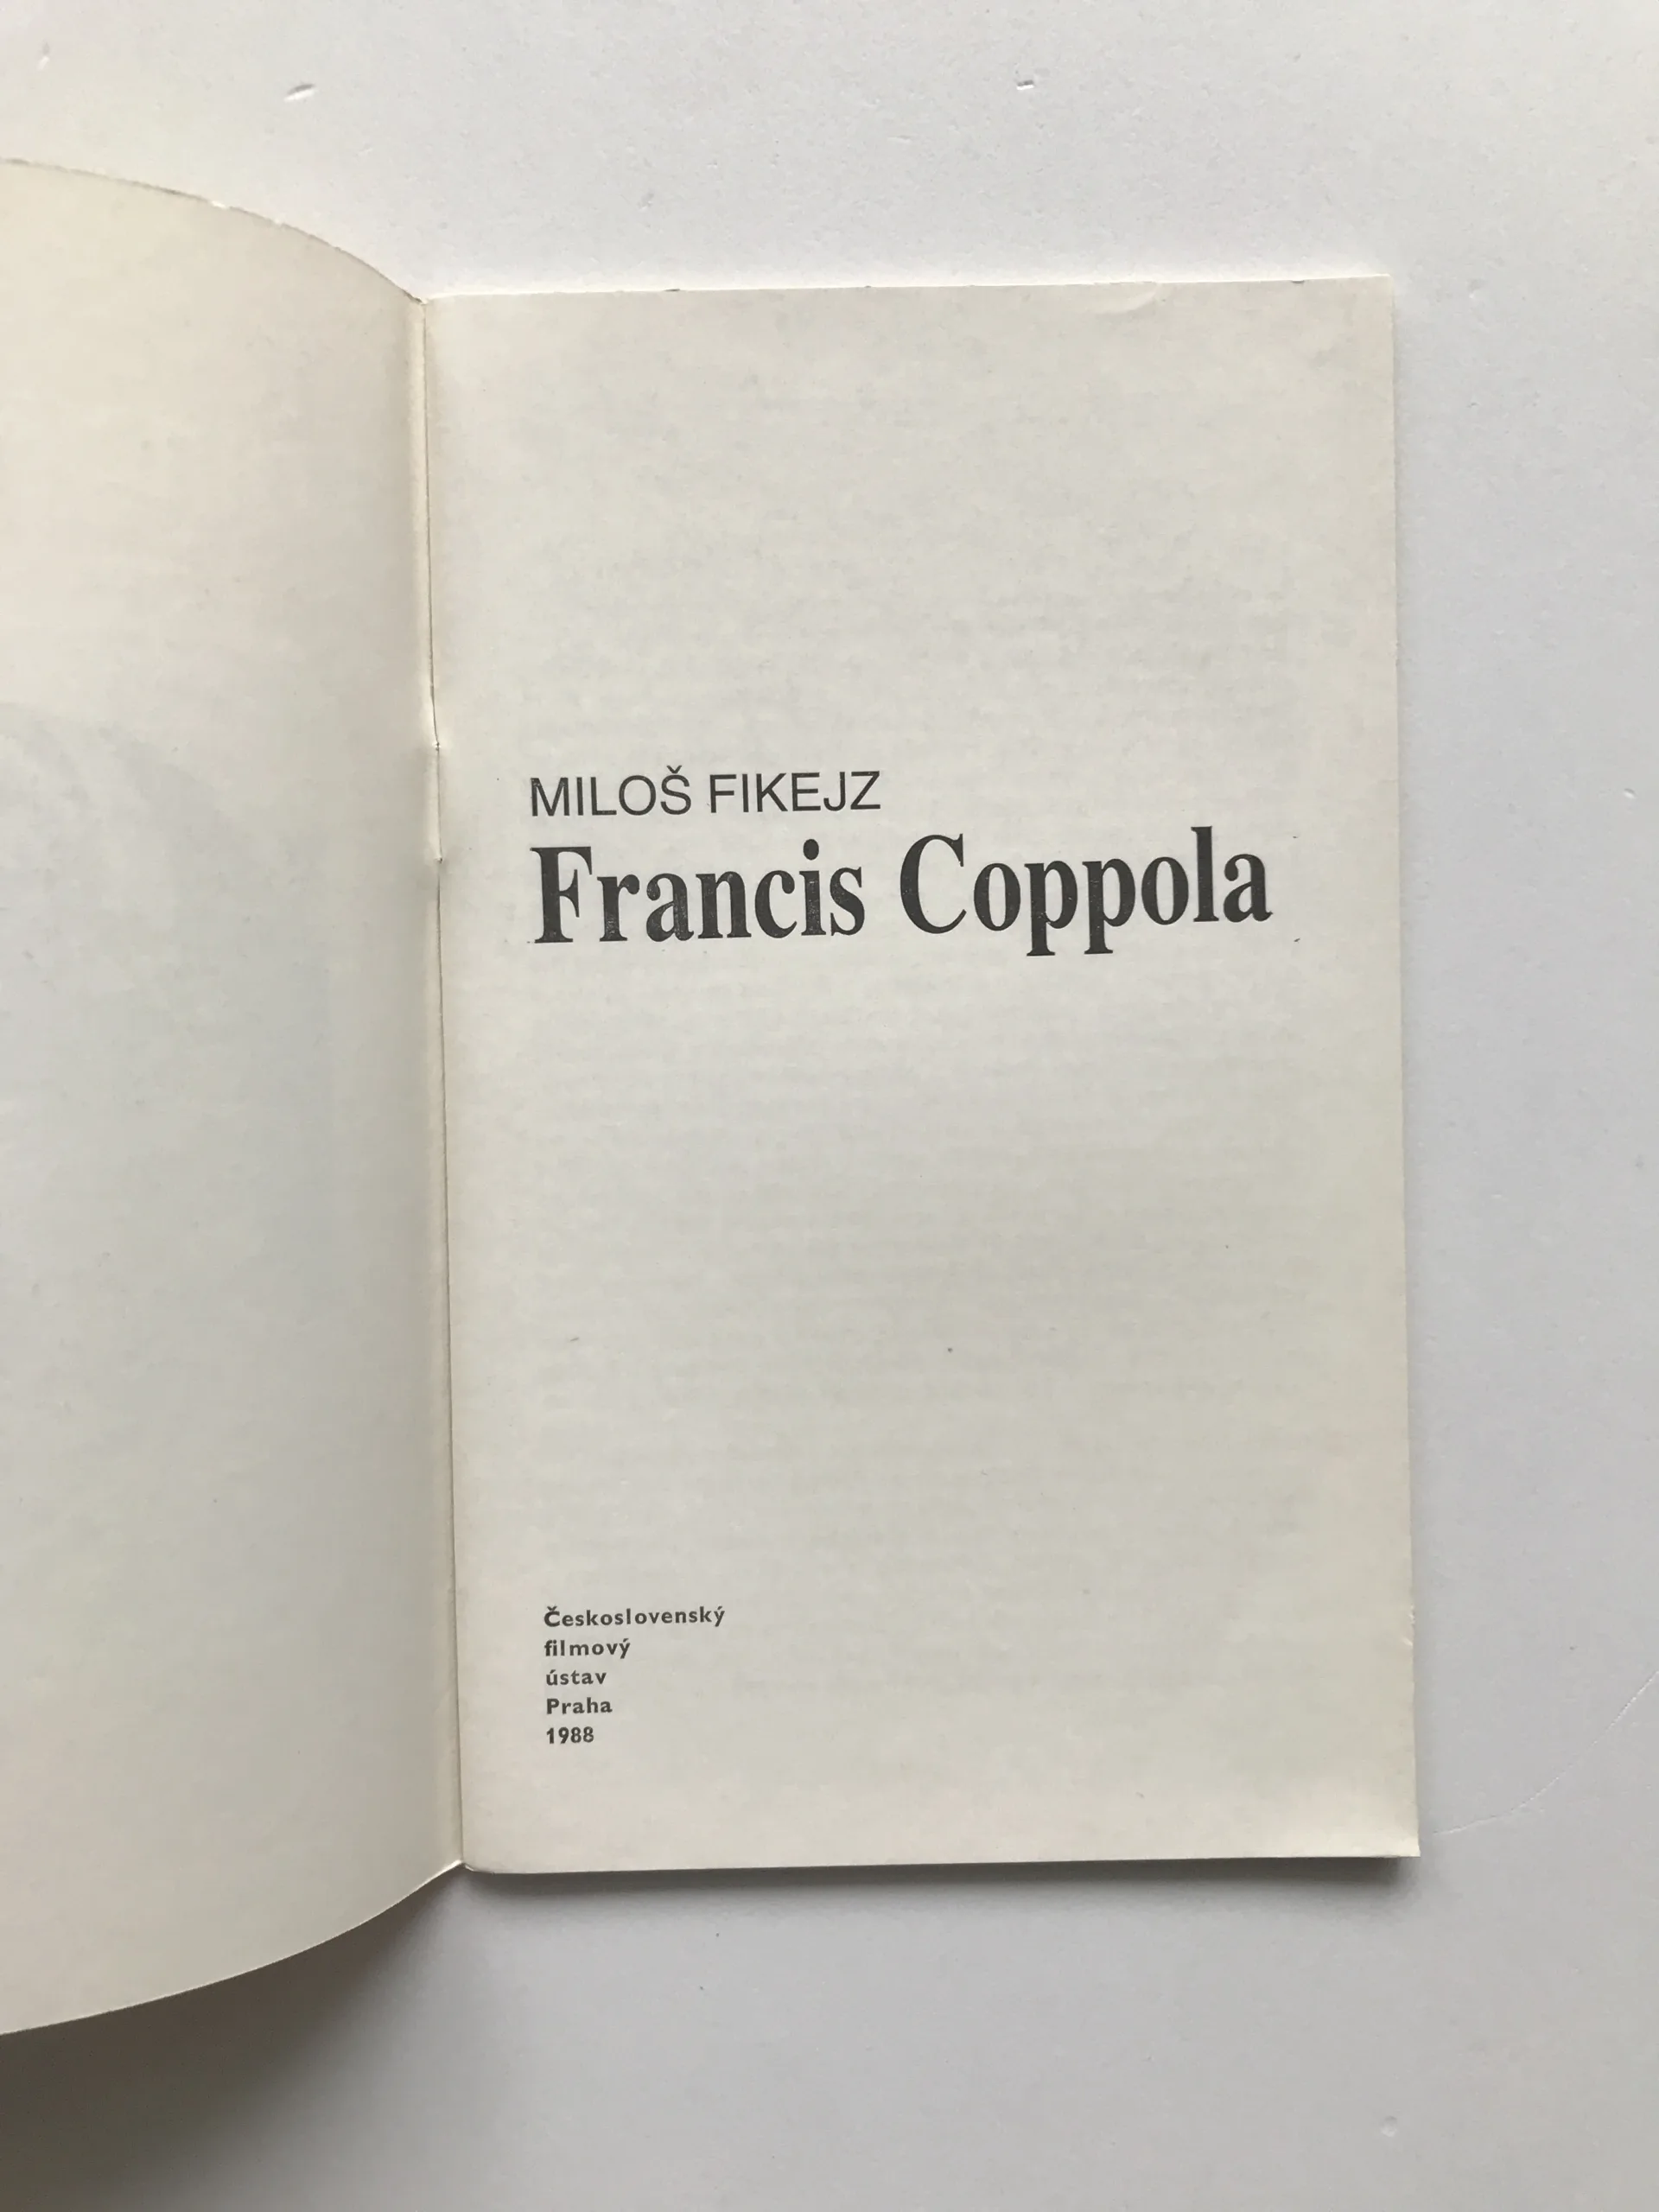 MILOŠ FIKEJZ
Francis Coppola
Československý
filmový
ústav
Praha
1988